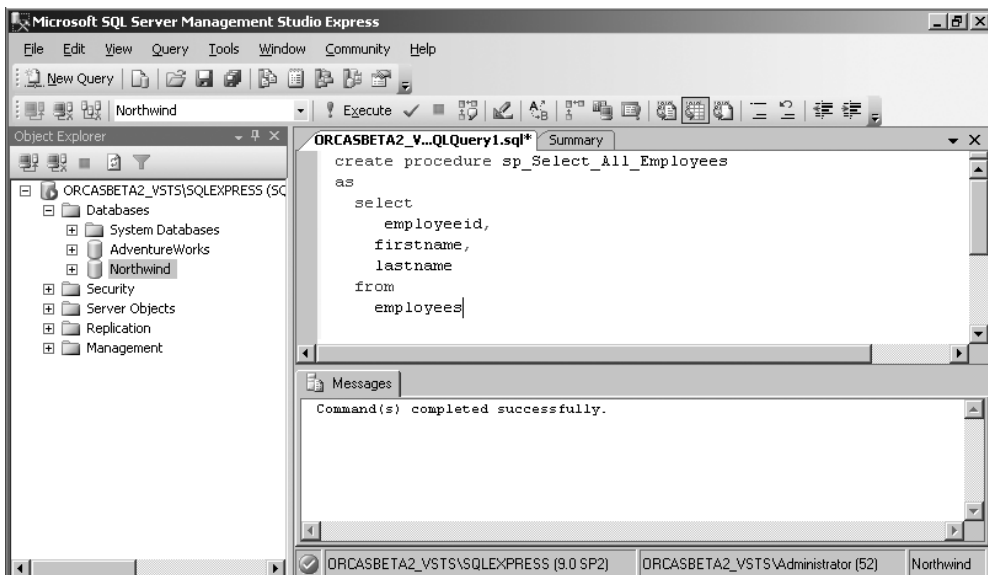 Microsoft SQL Server Management Studio Express
File Edit View Query Tools Window Community Help
New Query
Northwind Execute
Object Explorer
ORCASBETA2_VSTS\SQLEXPRESS (SQ
Databases
System Databases
AdventureWorks
Northwind
Security
Server Objects
Replication
Management
ORCASBETA2_V...QLQuery1.sql* Summary
create procedure sp_Select_All_Employees
as
select
employeeid,
firstname,
lastname
from
employees
Messages
Command(s) completed successfully.
ORCASBETA2_VSTS\SQLEXPRESS (9.0 SP2) ORCASBETA2_VSTS\Administrator (52) Northwind